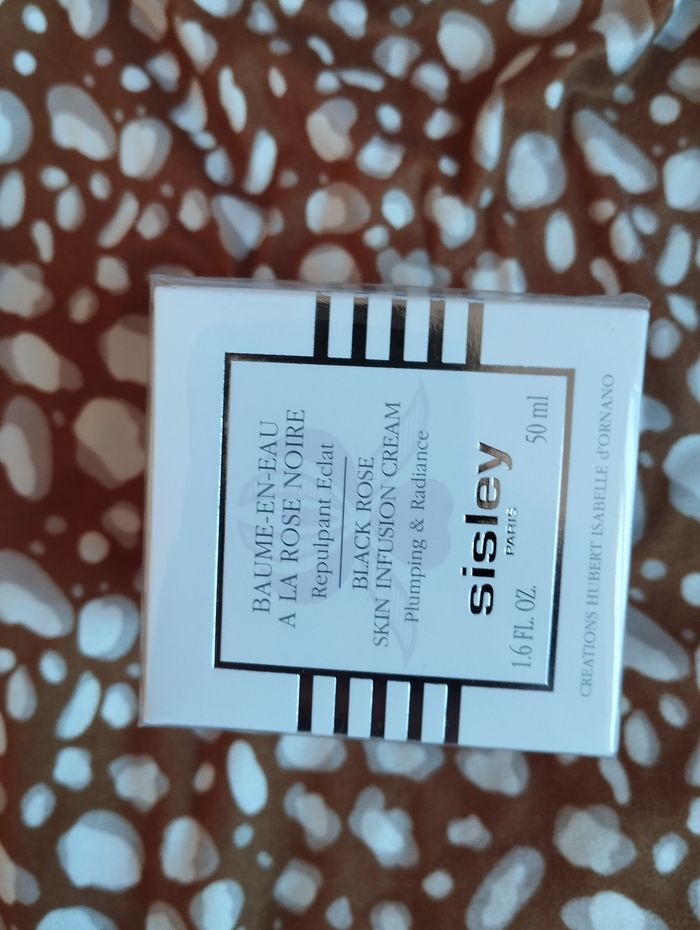 BAUME-EN-EAU
A LA ROSE NOIRE
Repulpant Eclat
BLACK ROSE
SKIN INFUSION CREAM
Plumping & Radiance
sisley
PARIS
1.6 FL. OZ. 50 ml
CREATIONS HUBERT ISABELLE d'ORNANO